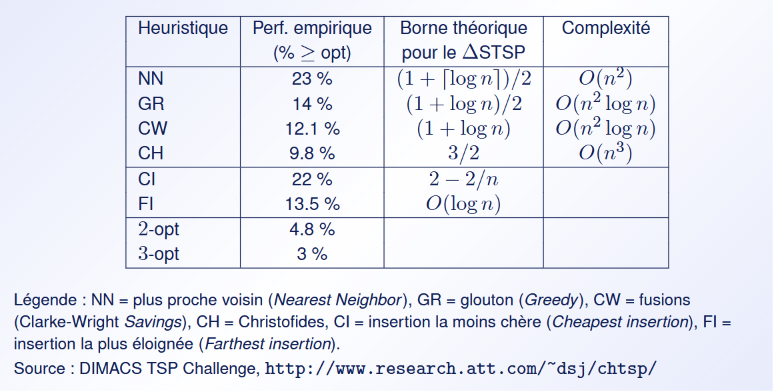 Heuristique Perf. empirique Borne théorique Complexité
(% ≥ opt) pour le ΔSTSP
NN 23 % (1 + ⌈log n⌉)/2 O(n²)
GR 14 % (1 + log n)/2 O(n² log n)
CW 12.1 % (1 + log n) O(n² log n)
CH 9.8 % 3/2 O(n³)
CI 22 % 2 − 2/n
FI 13.5 % O(log n)
2-opt 4.8 %
3-opt 3 %
Légende : NN = plus proche voisin (Nearest Neighbor), GR = glouton (Greedy), CW = fusions
(Clarke-Wright Savings), CH = Christofides, CI = insertion la moins chère (Cheapest insertion), FI =
insertion la plus éloignée (Farthest insertion).
Source : DIMACS TSP Challenge, http://www.research.att.com/~dsj/chtsp/